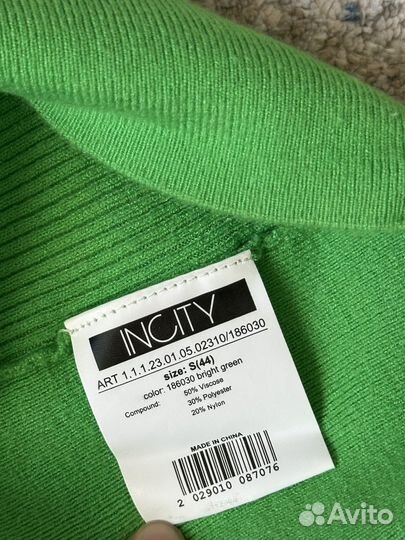 INCITY
ART 1.1.1.23.01.05.02310/186030
size: S(44)
color: 186030 bright green
Compound: 50% Viscose
30% Polyester
20% Nylon
MADE IN CHINA
2 029010 087076
Avito